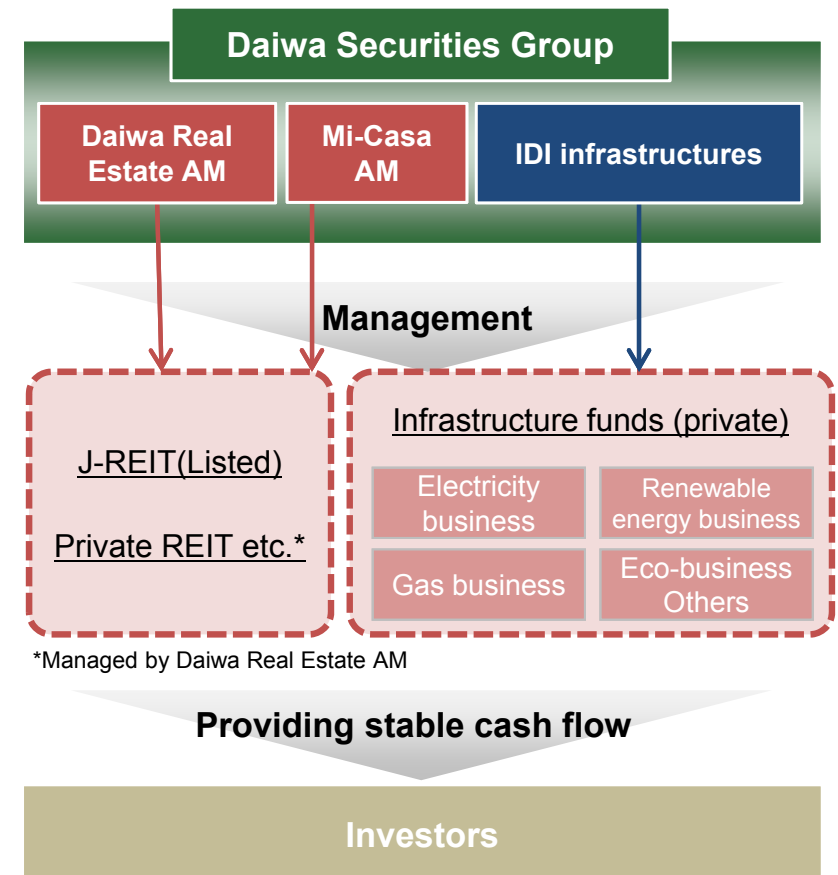 Daiwa Securities Group
Daiwa Real
Estate AM
Mi-Casa
AM
IDI infrastructures
Management
J-REIT(Listed)
Private REIT etc.*
Infrastructure funds (private)
Electricity
business
Renewable
energy business
Gas business
Eco-business
Others
*Managed by Daiwa Real Estate AM
Providing stable cash flow
Investors